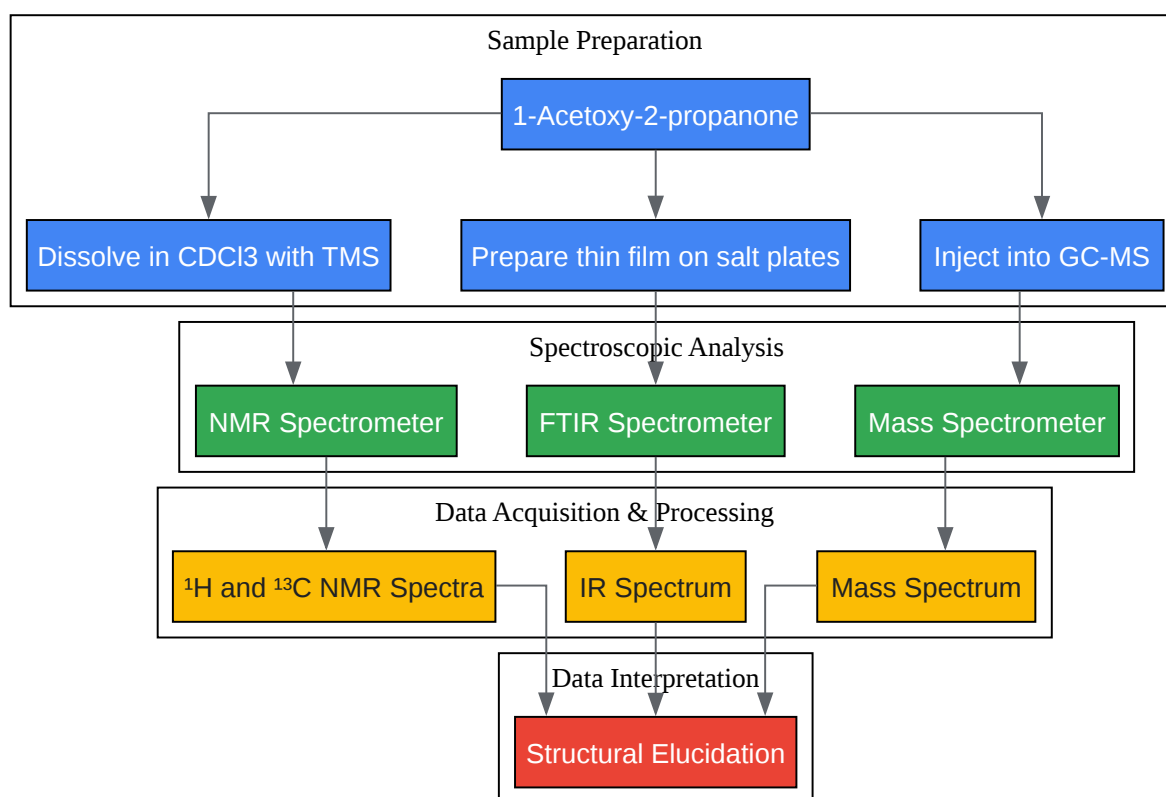 Sample Preparation
1-Acetoxy-2-propanone
Dissolve in CDCl3 with TMS
Prepare thin film on salt plates
Inject into GC-MS
Spectroscopic Analysis
NMR Spectrometer
FTIR Spectrometer
Mass Spectrometer
Data Acquisition & Processing
¹H and ¹³C NMR Spectra
IR Spectrum
Mass Spectrum
Data Interpretation
Structural Elucidation